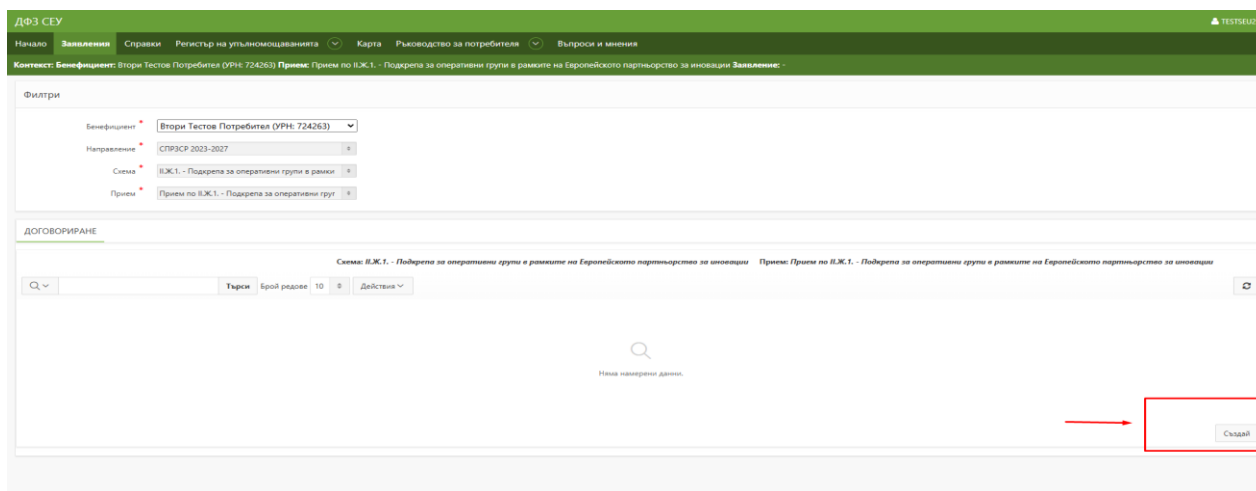 ДФЗ СЕУ
TESTSEU2
Начало Заявления Справки Регистър на упълномощаванията Карта Ръководство за потребителя Въпроси и мнения
Контекст: Бенефициент: Втори Тестов Потребител (УРН: 724263) Прием: Прием по II.Ж.1. - Подкрепа за оперативни групи в рамките на Европейското партньорство за иновации Заявление: -
Филтри
Бенефициент * Втори Тестов Потребител (УРН: 724263)
Направление * СПРЗСР 2023-2027
Схема * II.Ж.1. - Подкрепа за оперативни групи в рамки
Прием * Прием по II.Ж.1. - Подкрепа за оперативни груп
ДОГОВОРИРАНЕ
Схема: II.Ж.1. - Подкрепа за оперативни групи в рамките на Европейското партньорство за иновации Прием: Прием по II.Ж.1. - Подкрепа за оперативни групи в рамките на Европейското партньорство за иновации
Търси Брой редове 10 Действия
Няма намерени данни.
Създай